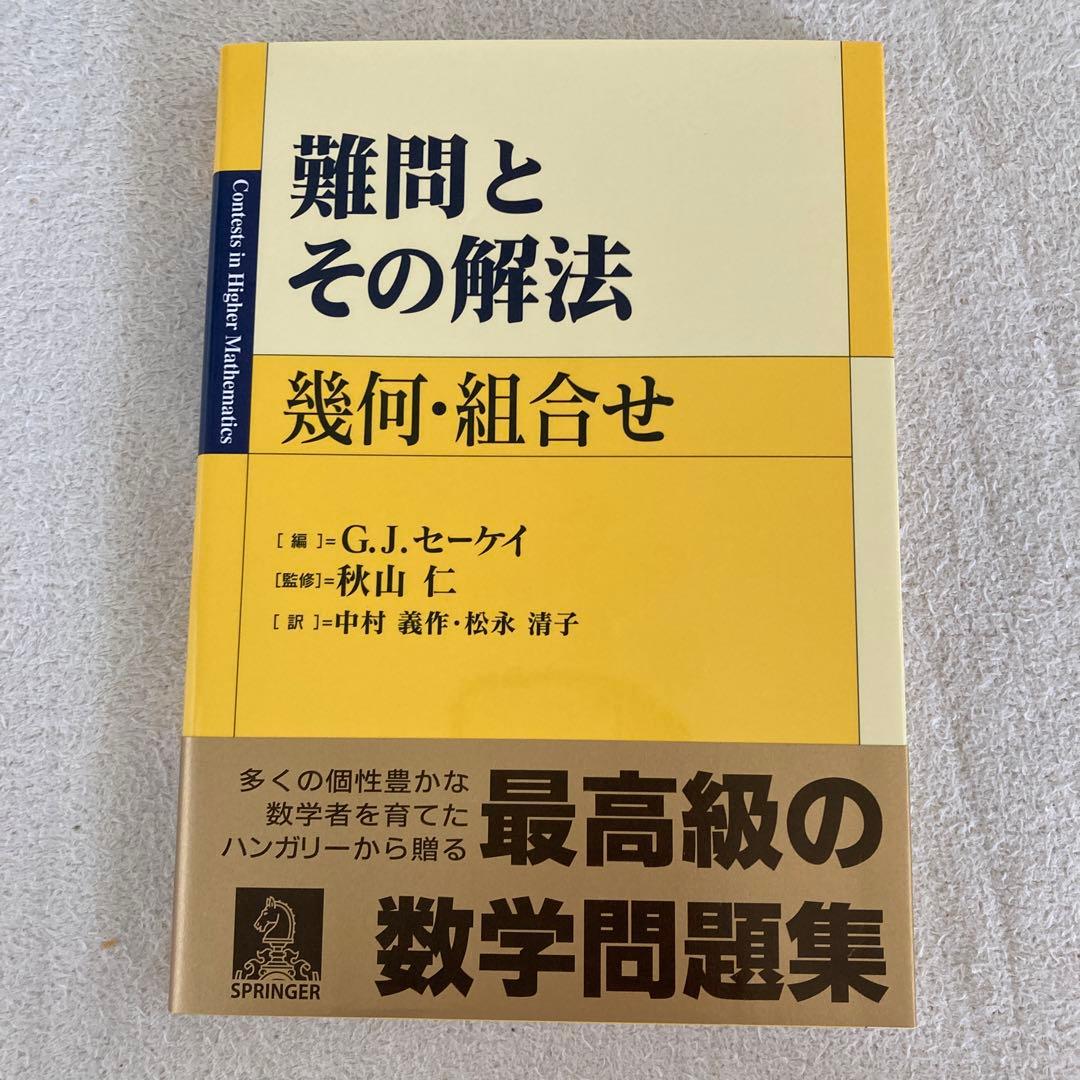 難問と
その解法
Contests in Higher Mathematics
幾何・組合せ
[編]=G.J.セーケイ
[監修]=秋山 仁
[訳]=中村 義作・松永 清子
多くの個性豊かな
数学者を育てた
ハンガリーから贈る
最高級の
数学問題集
SPRINGER